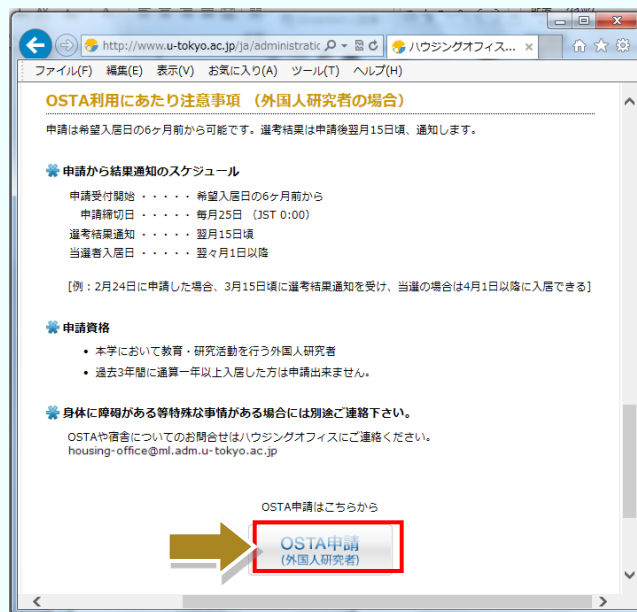 http://www.u-tokyo.ac.jp/ja/administratic
ハウジングオフィス...
ファイル(F) 編集(E) 表示(V) お気に入り(A) ツール(T) ヘルプ(H)
OSTA利用にあたり注意事項 （外国人研究者の場合）
申請は希望入居日の6ヶ月前から可能です。選考結果は申請後翌月15日頃、通知します。
申請から結果通知のスケジュール
申請受付開始 ・・・・・ 希望入居日の6ヶ月前から
申請締切日 ・・・・・ 毎月25日 （JST 0:00）
選考結果通知 ・・・・・ 翌月15日頃
当選者入居日 ・・・・・ 翌々月1日以降
[例：2月24日に申請した場合、3月15日頃に選考結果通知を受け、当選の場合は4月1日以降に入居できる]
申請資格
• 本学において教育・研究活動を行う外国人研究者
• 過去3年間に通算一年以上入居した方は申請出来ません。
身体に障碍がある等特殊な事情がある場合には別途ご連絡下さい。
OSTAや宿舎についてのお問合せはハウジングオフィスにご連絡ください。
housing-office@ml.adm.u-tokyo.ac.jp
OSTA申請はこちらから
OSTA申請
(外国人研究者)